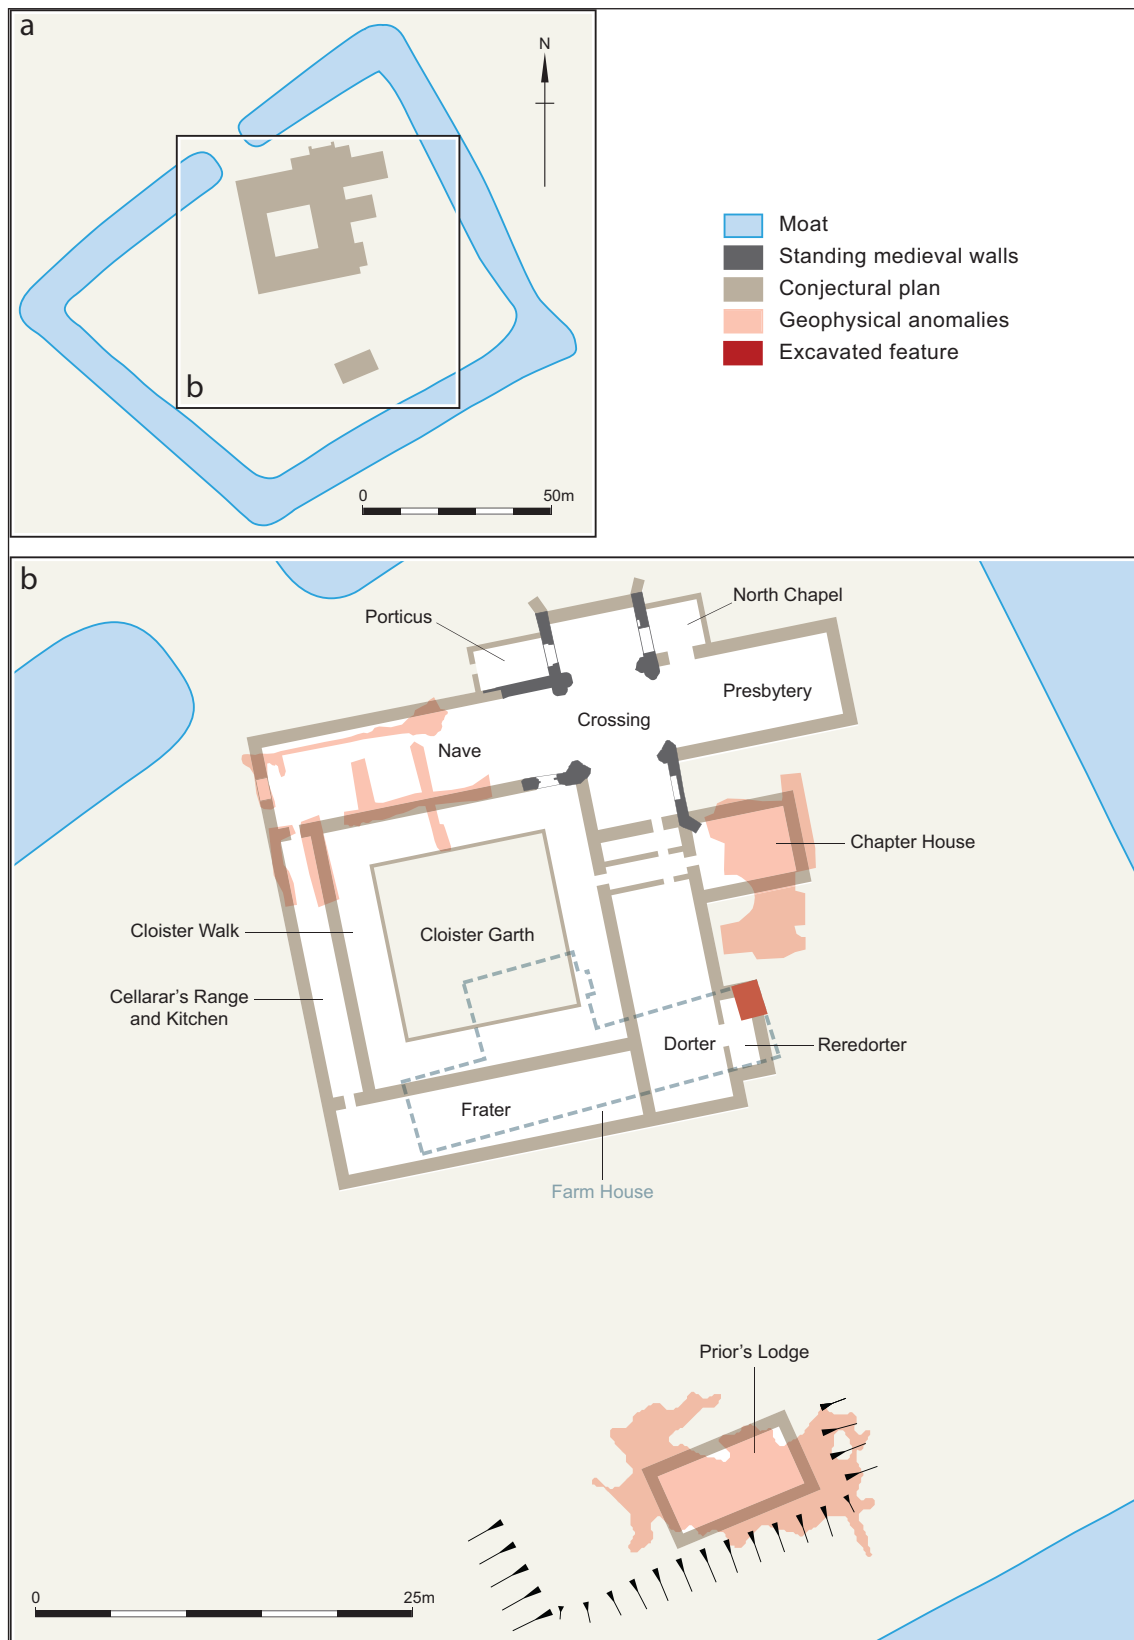 a
N
b
0 50m
Moat
Standing medieval walls
Conjectural plan
Geophysical anomalies
Excavated feature
b
North Chapel
Porticus
Presbytery
Crossing
Nave
Chapter House
Cloister Walk
Cloister Garth
Cellarar's Range
and Kitchen
Dorter
Reredorter
Frater
Farm House
Prior's Lodge
0 25m